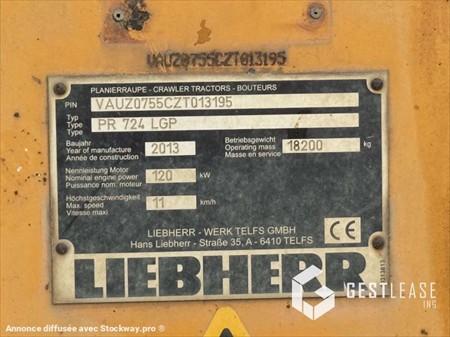 VAUZ0755CZT013195
PLANIERRAUPE - CRAWLER TRACTORS - BOUTEURS
PIN VAUZ0755CZT013195
Typ
Type PR 724 LGP
Type
Baujahr
Year of manufacture 2013
Année de construction
Betriebsgewicht
Operating mass 18200 kg
Masse en service
Nennleistung Motor
Nominal engine power 120 kW
Puissance nom. moteur
Höchstgeschwindigkeit
Max. speed 11 km/h
Vitesse maxi
LIEBHERR - WERK TELFS GMBH
Hans Liebherr - Straße 35, A - 6410 TELFS
CE
LIEBHERR
GESTLEASE
INC.
Annonce diffusée avec Stockway.pro ®